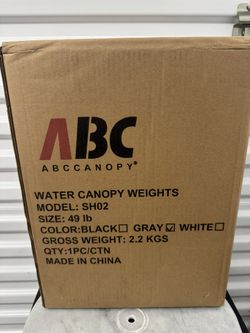 ABC
ABCCANOPY®
WATER CANOPY WEIGHTS
MODEL: SH02
SIZE: 49 lb
COLOR:BLACK☐ GRAY☑ WHITE☐
GROSS WEIGHT: 2.2 KGS
QTY:1PC/CTN
MADE IN CHINA